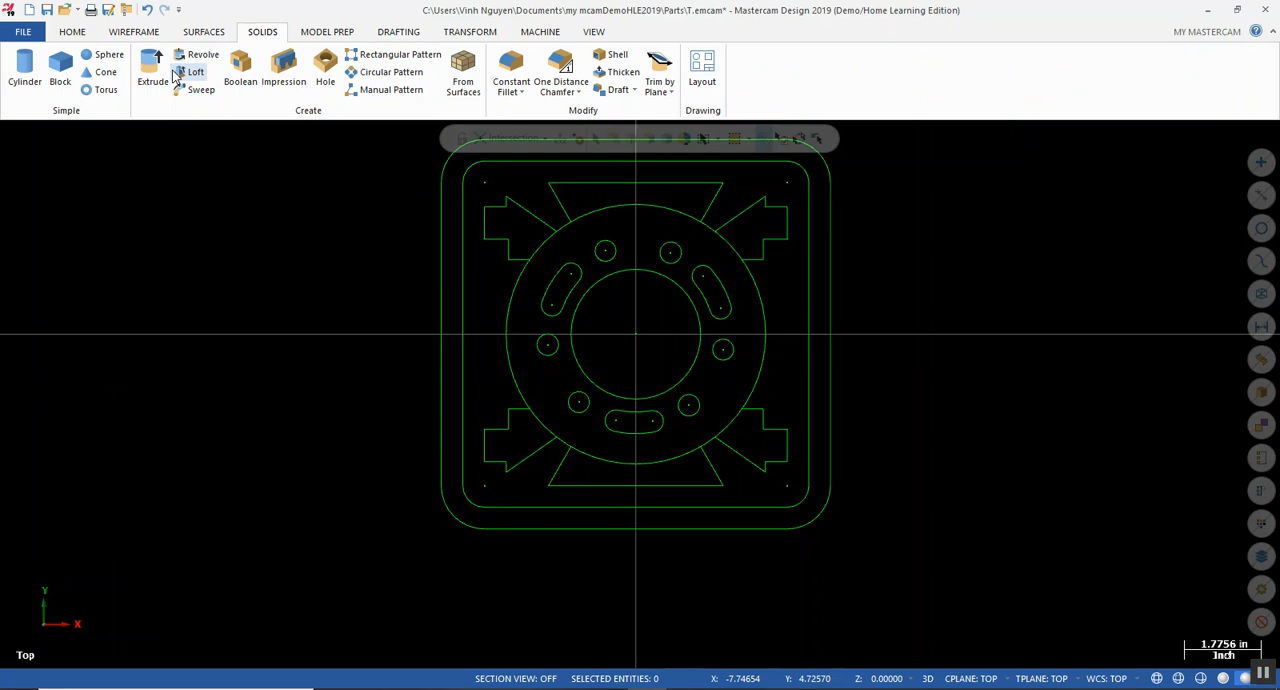 C:\Users\Vinh Nguyen\Documents\my mcamDemoHLE2019\Parts\T.emcam* - Mastercam Design 2019 (Demo/Home Learning Edition)
FILE HOME WIREFRAME SURFACES SOLIDS MODEL PREP DRAFTING TRANSFORM MACHINE VIEW MY MASTERCAM
Cylinder
Block
Sphere
Cone
Torus
Simple
Extrude
Revolve
Loft
Sweep
Boolean
Impression
Hole
Rectangular Pattern
Circular Pattern
Manual Pattern
From
Surfaces
Create
Constant
Fillet
One Distance
Chamfer
Shell
Thicken
Draft
Trim by
Plane
Modify
Layout
Drawing
Intersection
Y
X
Top
1.7756 in
Inch
SECTION VIEW: OFF SELECTED ENTITIES: 0 X: -7.74654 Y: 4.72570 Z: 0.00000 3D CPLANE: TOP TPLANE: TOP WCS: TOP